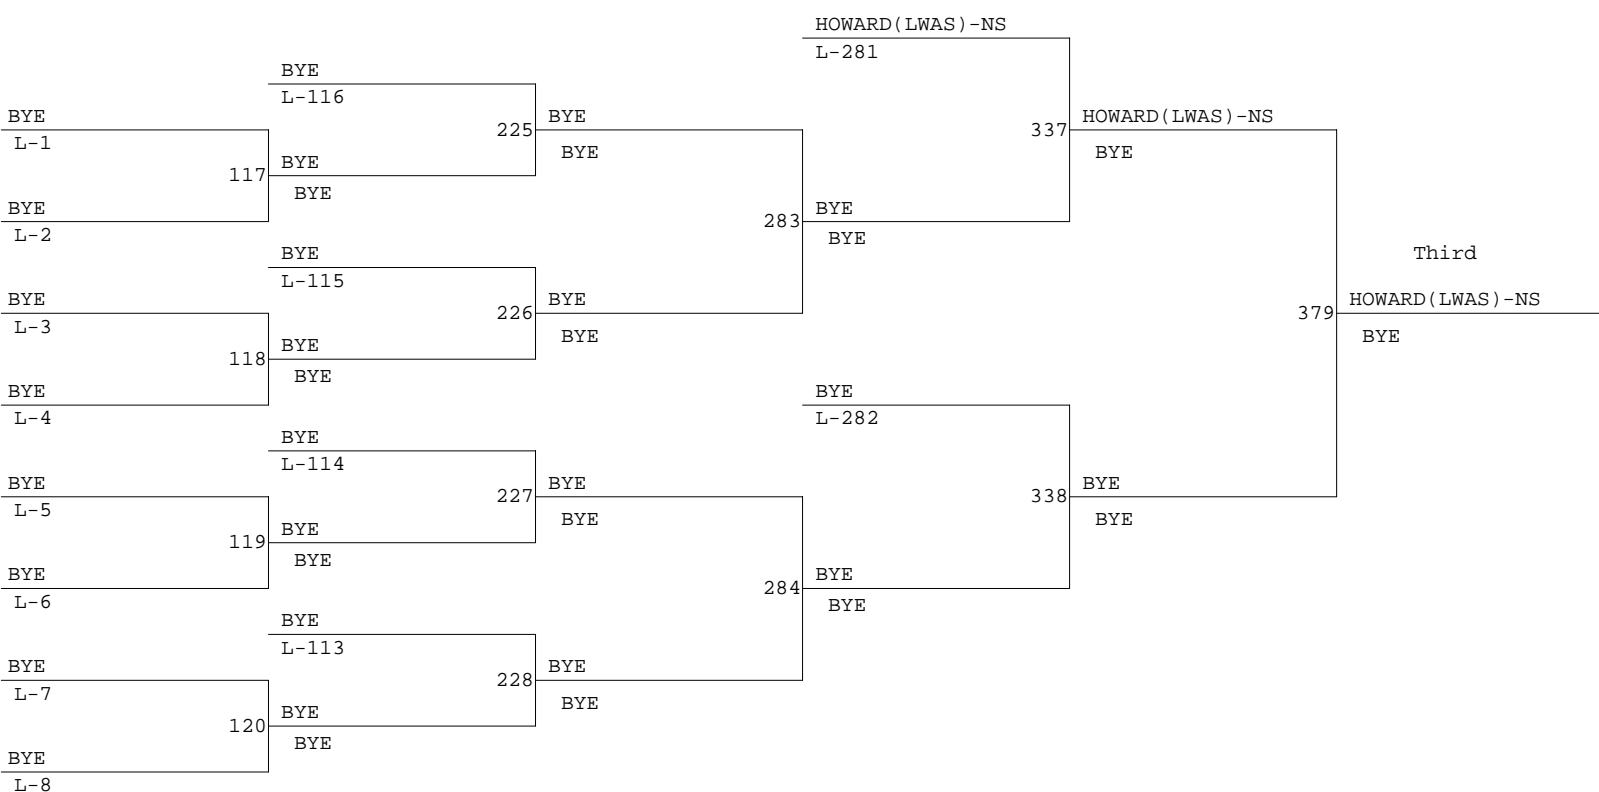 HOWARD(LWAS)-NS
L-281
BYE
L-116
BYE
L-1
225
BYE
BYE
337
HOWARD(LWAS)-NS
BYE
117
BYE
BYE
BYE
L-2
283
BYE
BYE
BYE
L-115
Third
BYE
L-3
226
BYE
BYE
379
HOWARD(LWAS)-NS
BYE
118
BYE
BYE
BYE
L-4
BYE
L-282
BYE
L-114
BYE
L-5
227
BYE
BYE
338
BYE
BYE
119
BYE
BYE
BYE
L-6
284
BYE
BYE
BYE
L-113
BYE
L-7
228
BYE
BYE
120
BYE
BYE
BYE
L-8